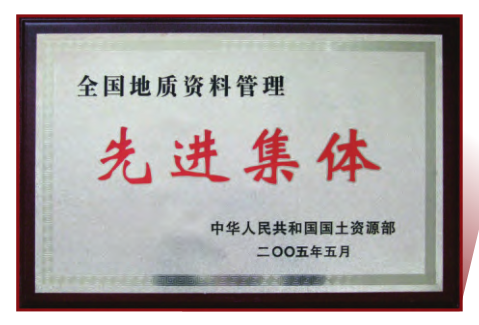 全国地质资料管理
先进集体
中华人民共和国国土资源部
二〇〇五年五月